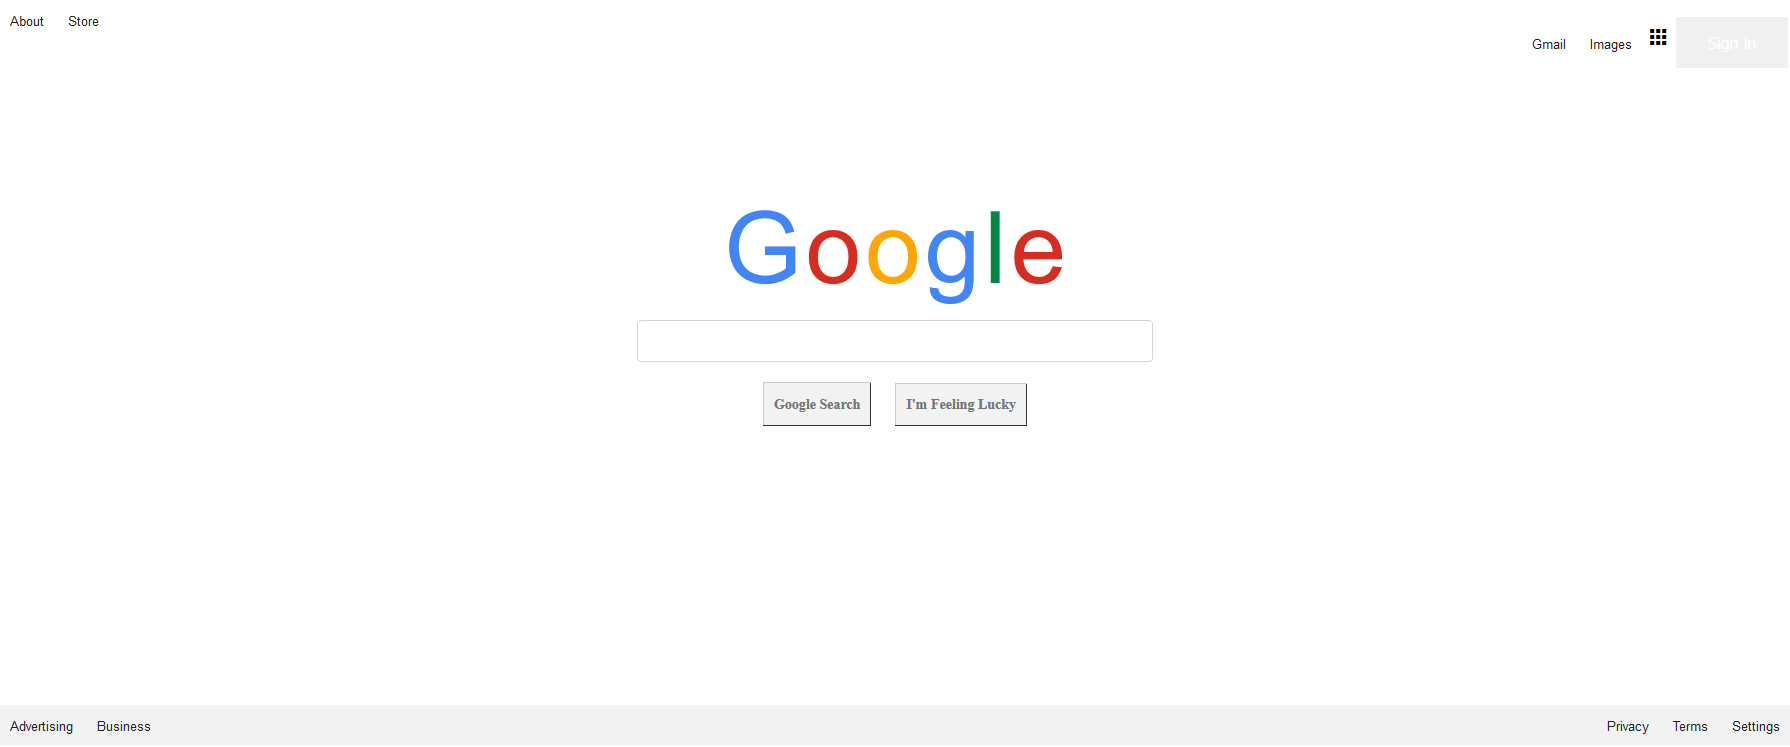 About Store
Gmail Images Sign in
Google
Google Search I'm Feeling Lucky
Advertising Business Privacy Terms Settings